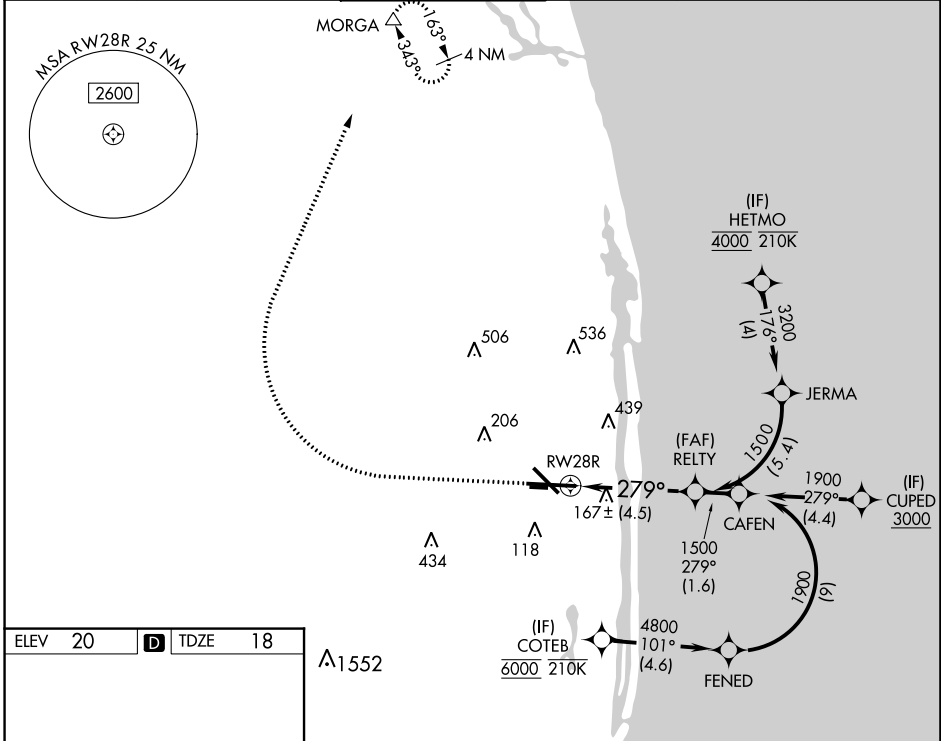 MORGA
163°
343°
4 NM
MSA RW28R 25 NM
2600
(IF)
HETMO
4000 210K
3200
176°
(4)
JERMA
506
536
439
206
1500
(5.4)
(FAF)
RELTY
RW28R
279°
167± (4.5)
1900
279°
(4.4)
(IF)
CUPED
3000
CAFEN
434
118
1500
279°
(1.6)
1900
(9)
(IF)
COTEB
6000 210K
4800
101°
(4.6)
FENED
ELEV 20 D TDZE 18
1552